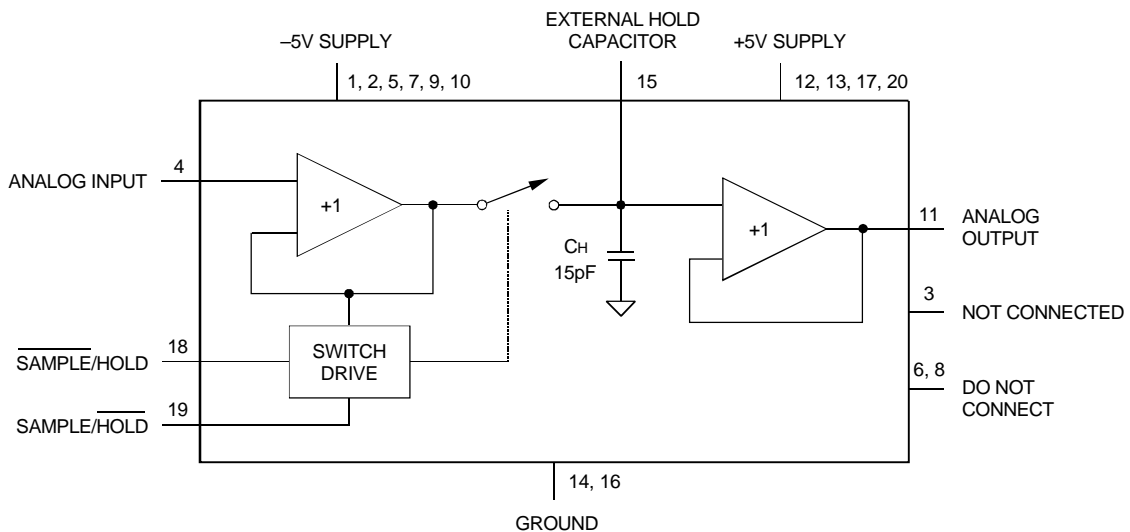 EXTERNAL HOLD
CAPACITOR
–5V SUPPLY
+5V SUPPLY
1, 2, 5, 7, 9, 10
15
12, 13, 17, 20
4
ANALOG INPUT
+1
+1
11
ANALOG
OUTPUT
CH
15pF
3
NOT CONNECTED
18
SAMPLE/HOLD
SWITCH
DRIVE
6, 8
DO NOT
CONNECT
19
SAMPLE/HOLD
14, 16
GROUND